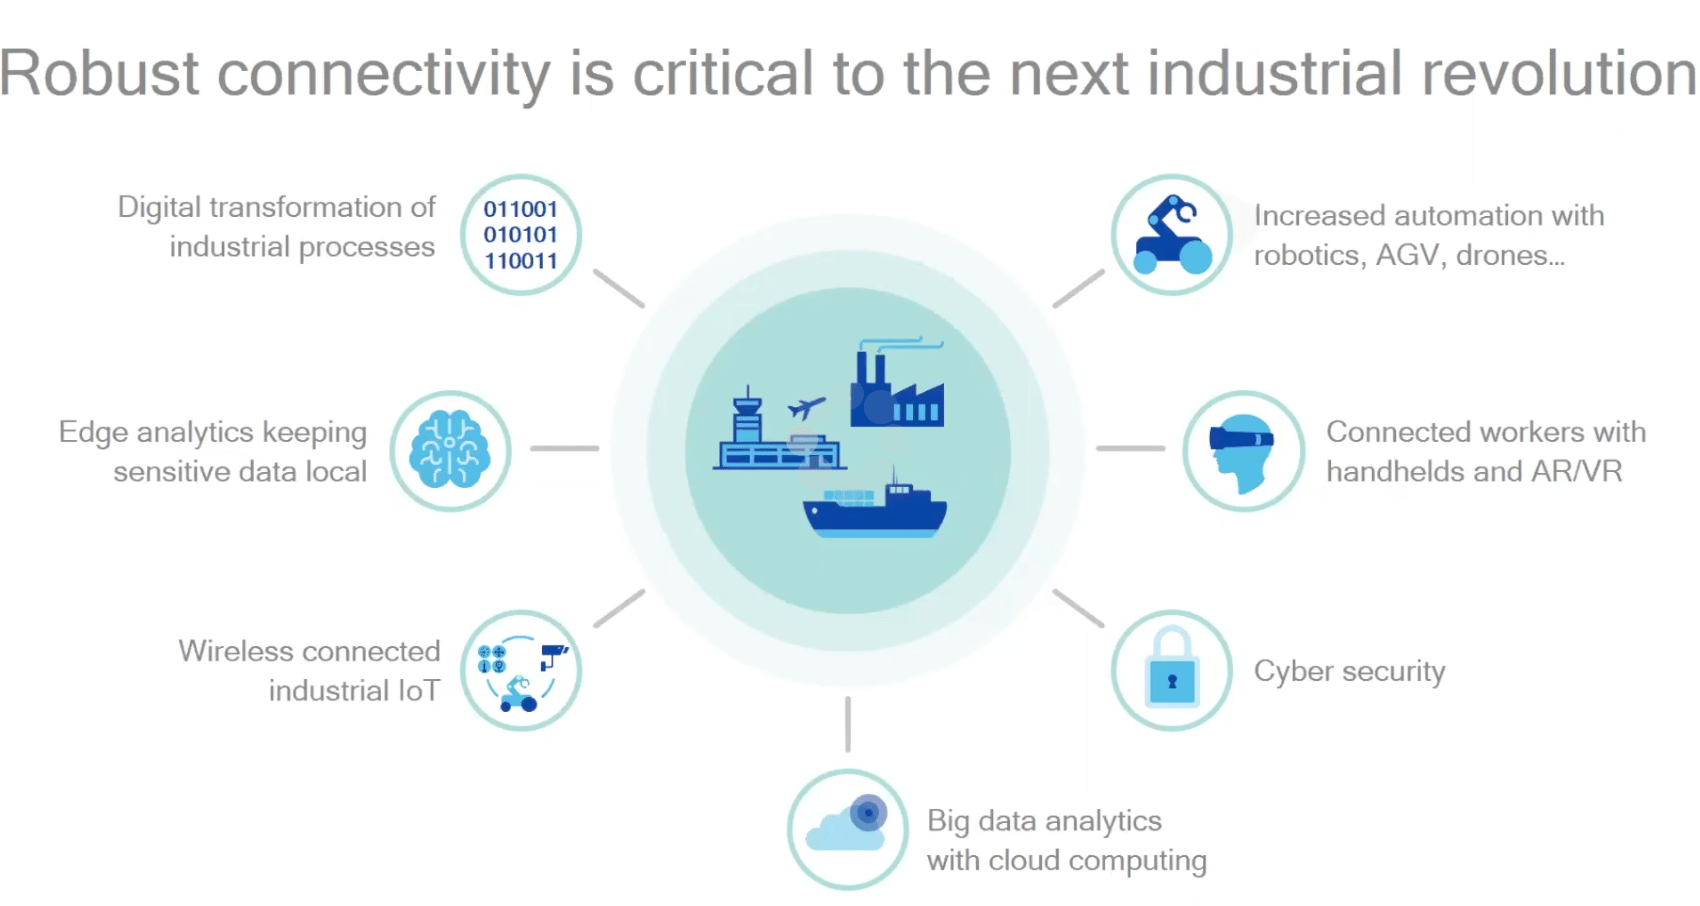 Robust connectivity is critical to the next industrial revolution
Digital transformation of
industrial processes
011001
010101
110011
Increased automation with
robotics, AGV, drones...
Edge analytics keeping
sensitive data local
Connected workers with
handhelds and AR/VR
Wireless connected
industrial IoT
Cyber security
Big data analytics
with cloud computing